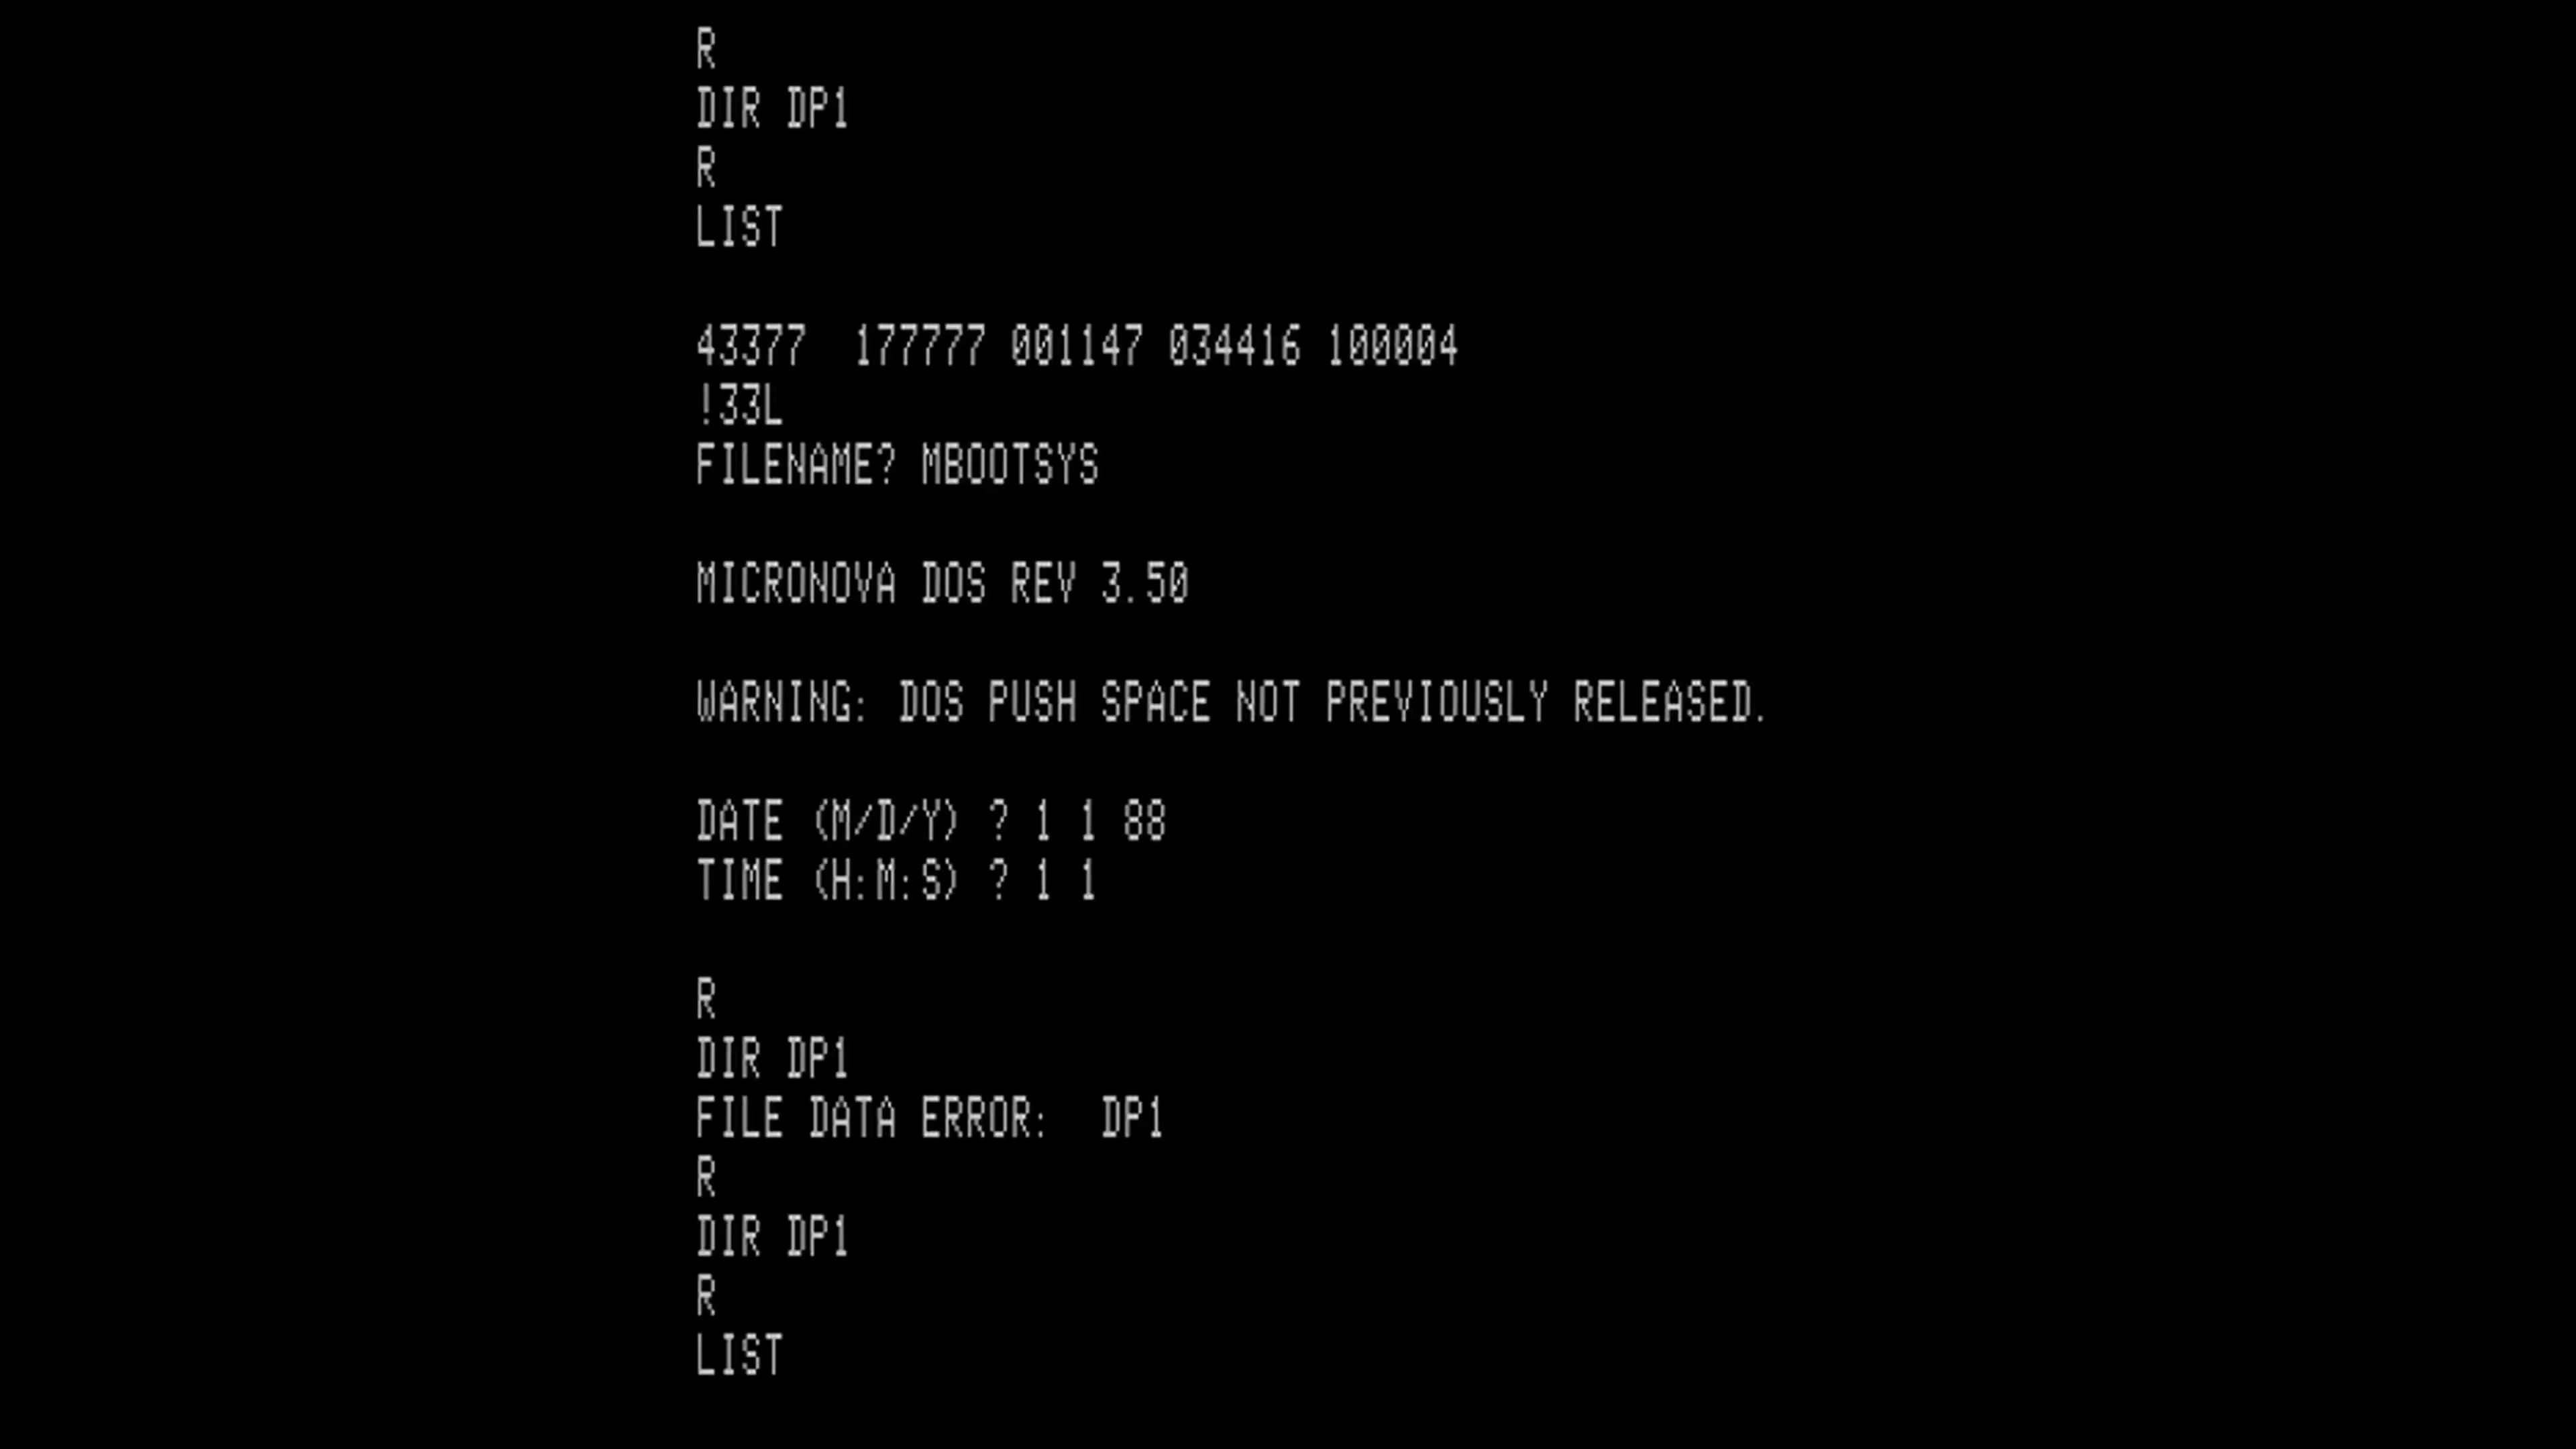 R
DIR DP1
R
LIST
43377  177777 001147 034416 100004
!33L
FILENAME? MBOOTSYS
MICRONOVA DOS REV 3.50
WARNING: DOS PUSH SPACE NOT PREVIOUSLY RELEASED.
DATE (M/D/Y) ? 1 1 88
TIME (H:M:S) ? 1 1
R
DIR DP1
FILE DATA ERROR:  DP1
R
DIR DP1
R
LIST